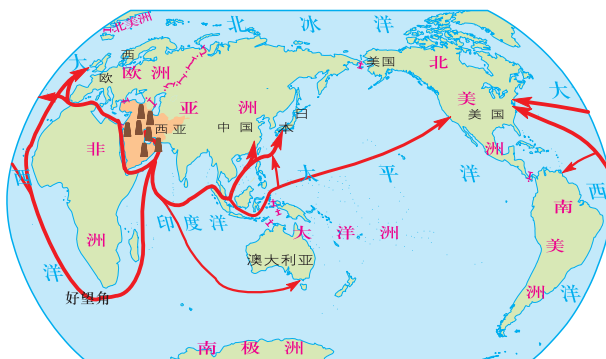 北美洲
北冰洋
大西洋
西欧
欧洲
亚洲
美国
北美洲
美国
大西洋
中国
日本
西亚
非洲
太平洋
印度洋
大洋洲
澳大利亚
南美洲
好望角
南极洲